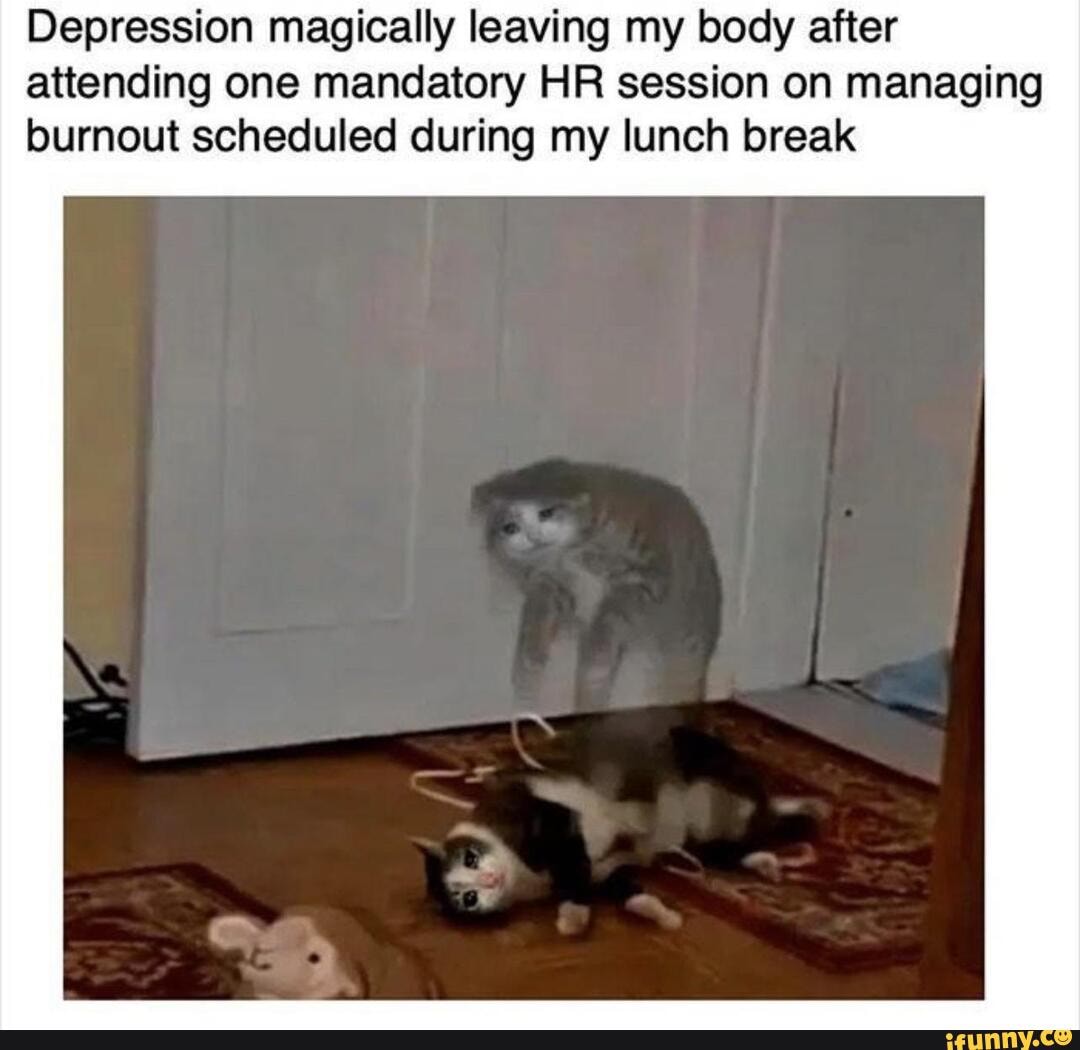 Depression magically leaving my body after
attending one mandatory HR session on managing
burnout scheduled during my lunch break
ifunny.co